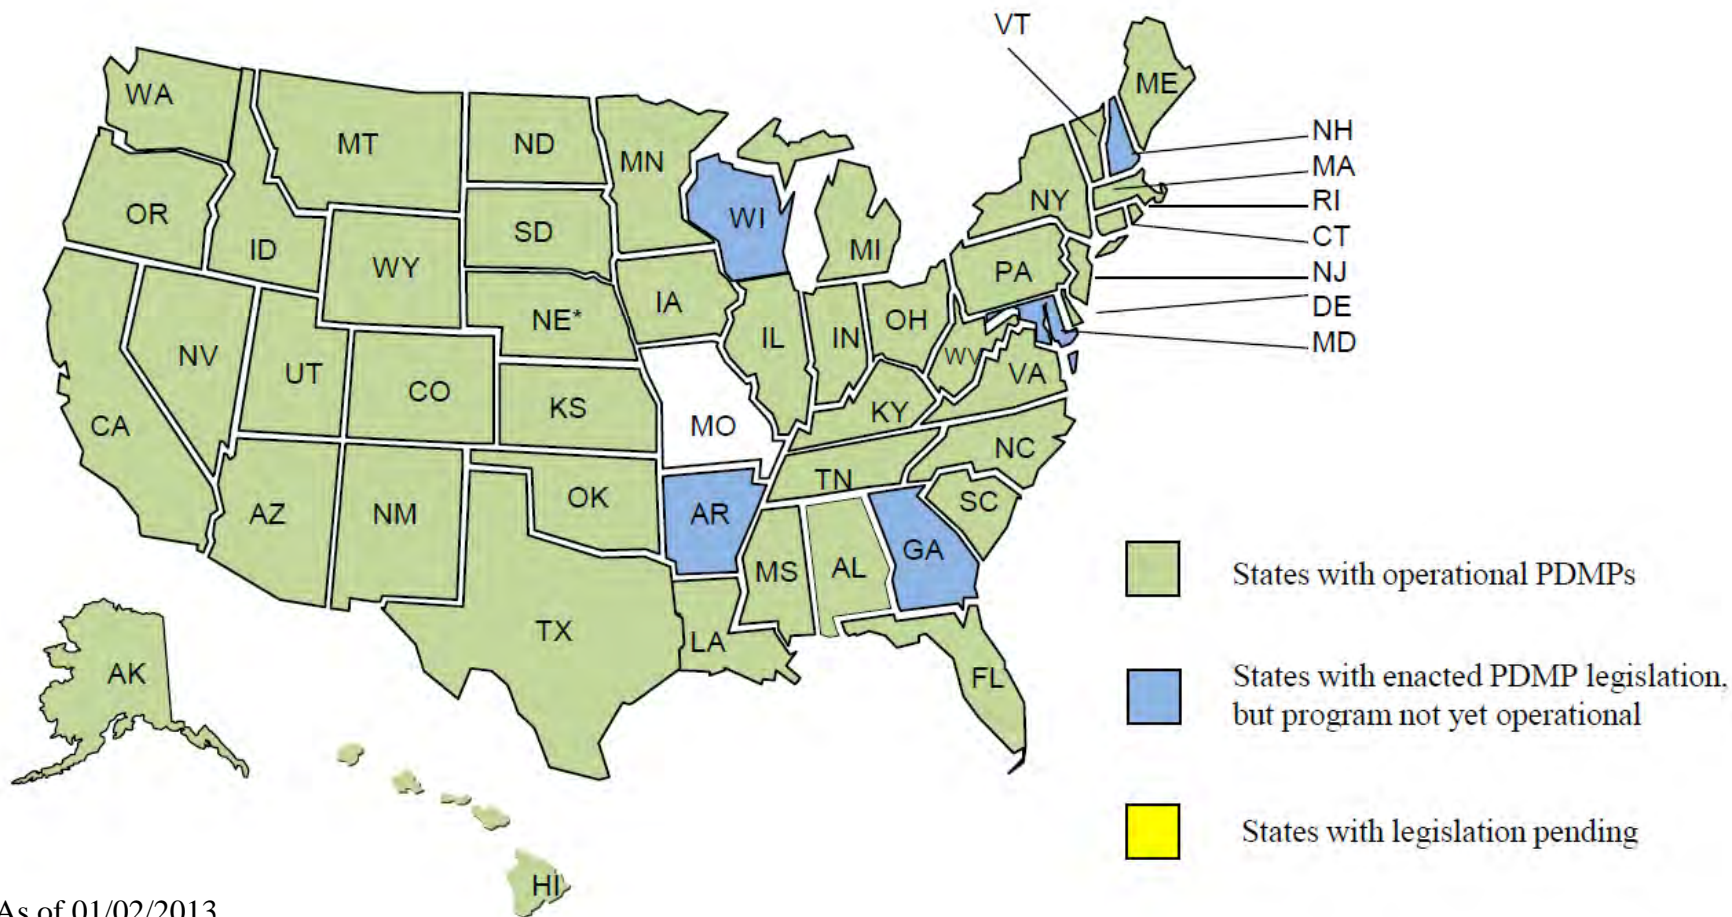 VT
ME
WA
NH
MT
ND
MN
MA
NY
RI
OR
WI
SD
CT
ID
MI
WY
PA
NJ
IA
DE
NE*
OH
IL
IN
MD
NV
WV
UT
VA
CO
KS
KY
CA
MO
NC
TN
SC
AZ
NM
OK
AR
GA
MS
AL
States with operational PDMPs
TX
LA
AK
FL
States with enacted PDMP legislation,
but program not yet operational
States with legislation pending
HI
As of 01/02/2013